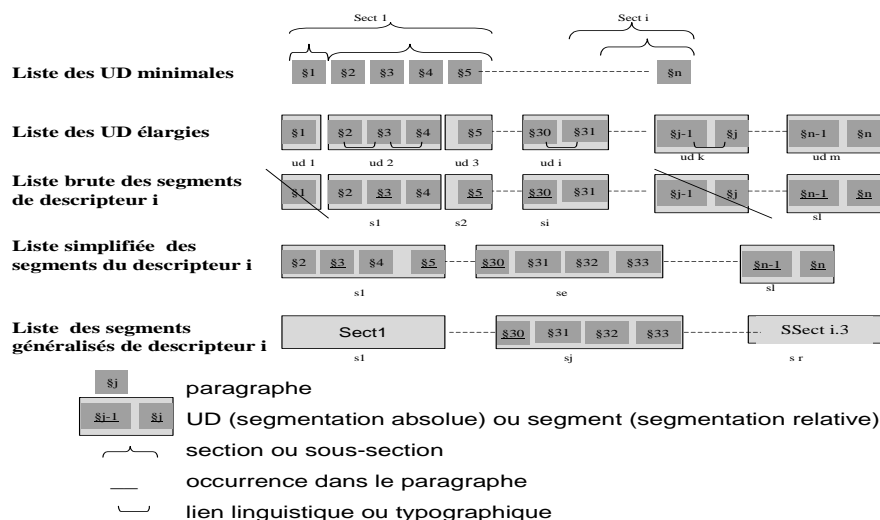 Sect 1 Sect i
Liste des UD minimales §1 §2 §3 §4 §5 §n
Liste des UD élargies §1 §2 §3 §4 §5 §30 §31 §j-1 §j §n-1 §n
ud 1 ud 2 ud 3 ud i ud k ud m
Liste brute des segments
de descripteur i §1 §2 §3 §4 §5 §30 §31 §j-1 §j §n-1 §n
s1 s2 si sl
Liste simplifiée des
segments du descripteur i §2 §3 §4 §5 §30 §31 §32 §33 §n-1 §n
s1 se sl
Liste des segments
généralisés de descripteur i Sect1 §30 §31 §32 §33 SSect i.3
s1 sj s r
§j paragraphe
§j-1 §j UD (segmentation absolue) ou segment (segmentation relative)
section ou sous-section
occurrence dans le paragraphe
lien linguistique ou typographique